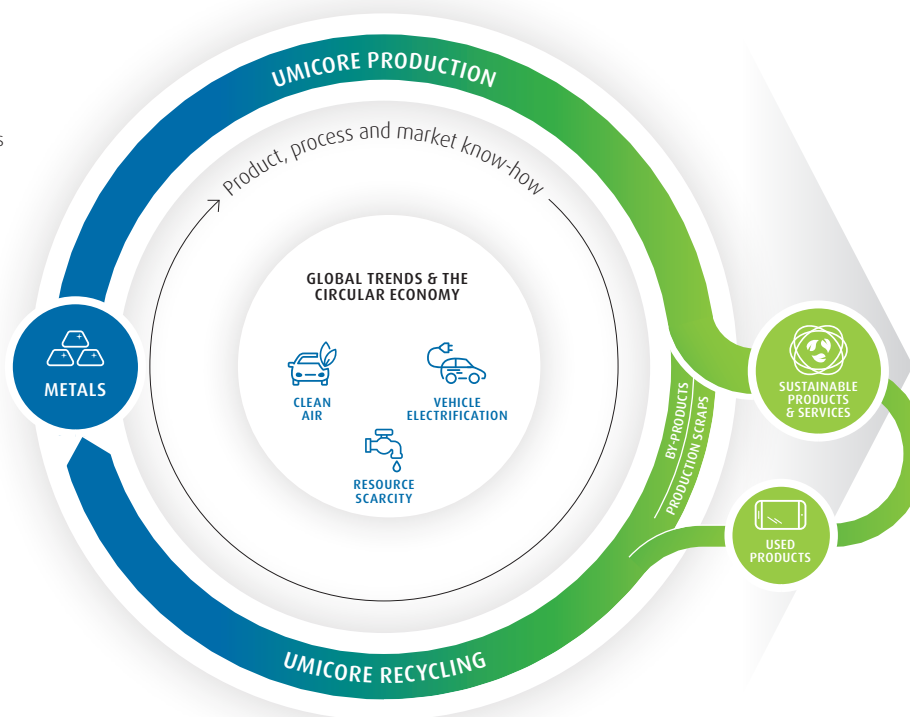 UMICORE PRODUCTION
s
Product, process and market know-how
GLOBAL TRENDS & THE
CIRCULAR ECONOMY
METALS
CLEAN
AIR
VEHICLE
ELECTRIFICATION
RESOURCE
SCARCITY
SUSTAINABLE
PRODUCTS
& SERVICES
BY-PRODUCTS
PRODUCTION SCRAPS
USED
PRODUCTS
UMICORE RECYCLING